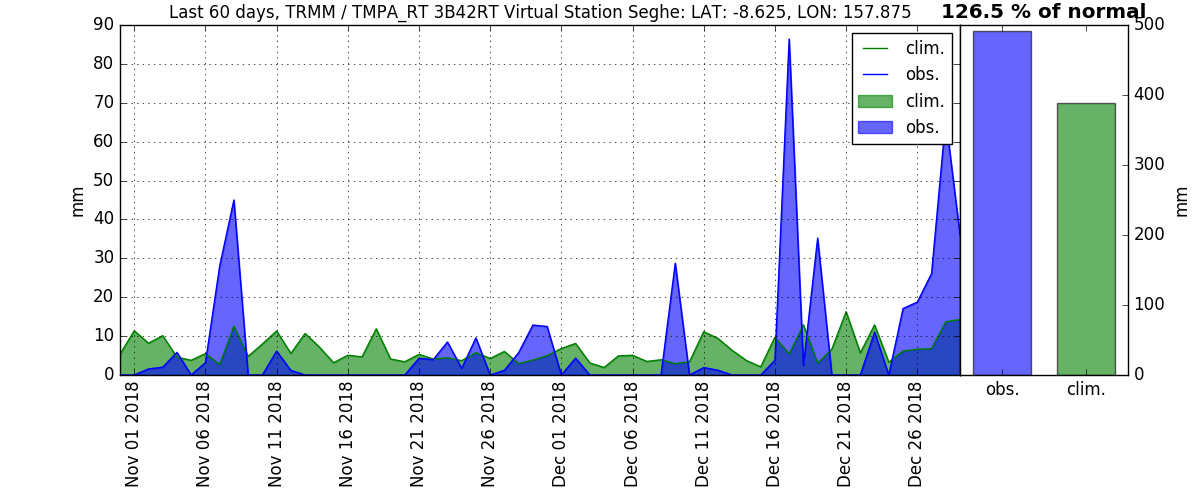 Last 60 days, TRMM / TMPA_RT 3B42RT Virtual Station Seghe: LAT: -8.625, LON: 157.875
126.5 % of normal
90
80
70
60
50
40
30
20
10
0
mm
clim.
obs.
clim.
obs.
500
400
300
200
100
0
mm
obs.
clim.
Nov 01 2018
Nov 06 2018
Nov 11 2018
Nov 16 2018
Nov 21 2018
Nov 26 2018
Dec 01 2018
Dec 06 2018
Dec 11 2018
Dec 16 2018
Dec 21 2018
Dec 26 2018